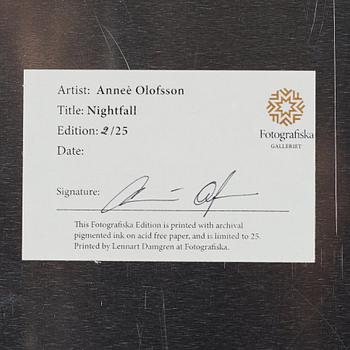 Artist: Anneè Olofsson
Title: Nightfall
Edition: 2/25
Date:
Fotografiska
GALLERIET
Signature:
This Fotografiska Edition is printed with archival
pigmented ink on acid free paper, and is limited to 25.
Printed by Lennart Damgren at Fotografiska.